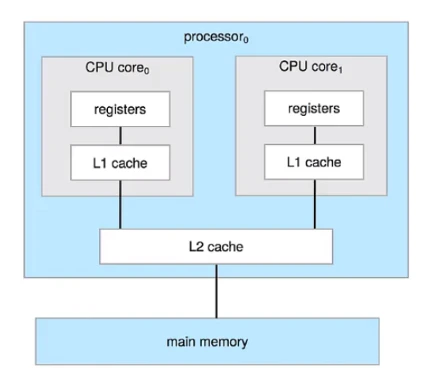 processor₀
CPU core₀
CPU core₁
registers
registers
L1 cache
L1 cache
L2 cache
main memory